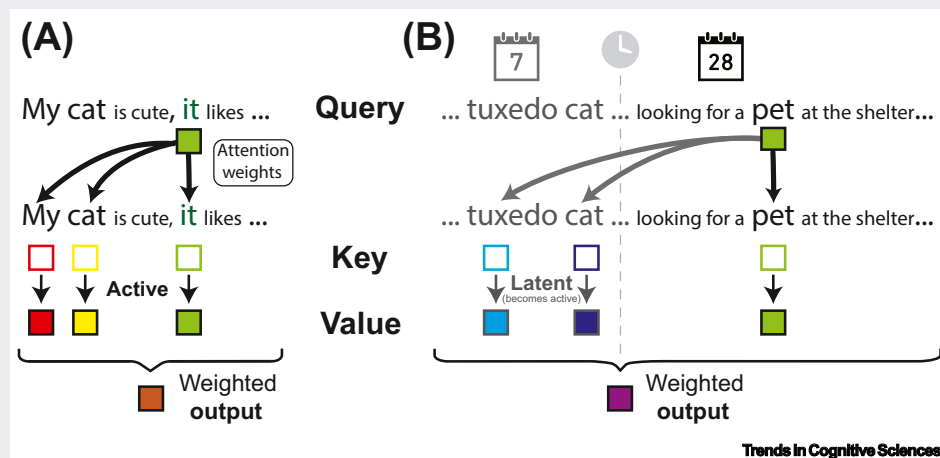 (A)
My cat is cute, it likes ...
Attention
weights
My cat is cute, it likes ...
Active
Weighted
output
Query
Key
Value
(B)
7
28
... tuxedo cat ... looking for a pet at the shelter...
... tuxedo cat ... looking for a pet at the shelter...
Latent
(becomes active)
Weighted
output
Trends in Cognitive Sciences